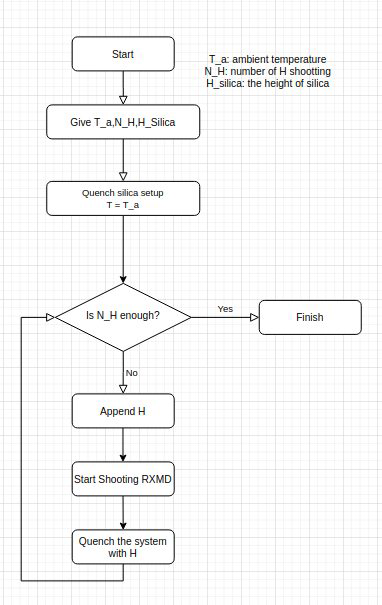 Start
T_a: ambient temperature
N_H: number of H shootting
H_silica: the height of silica
Give T_a,N_H,H_Silica
Quench silica setup
T = T_a
Is N_H enough?
Yes
Finish
No
Append H
Start Shooting RXMD
Quench the system
with H